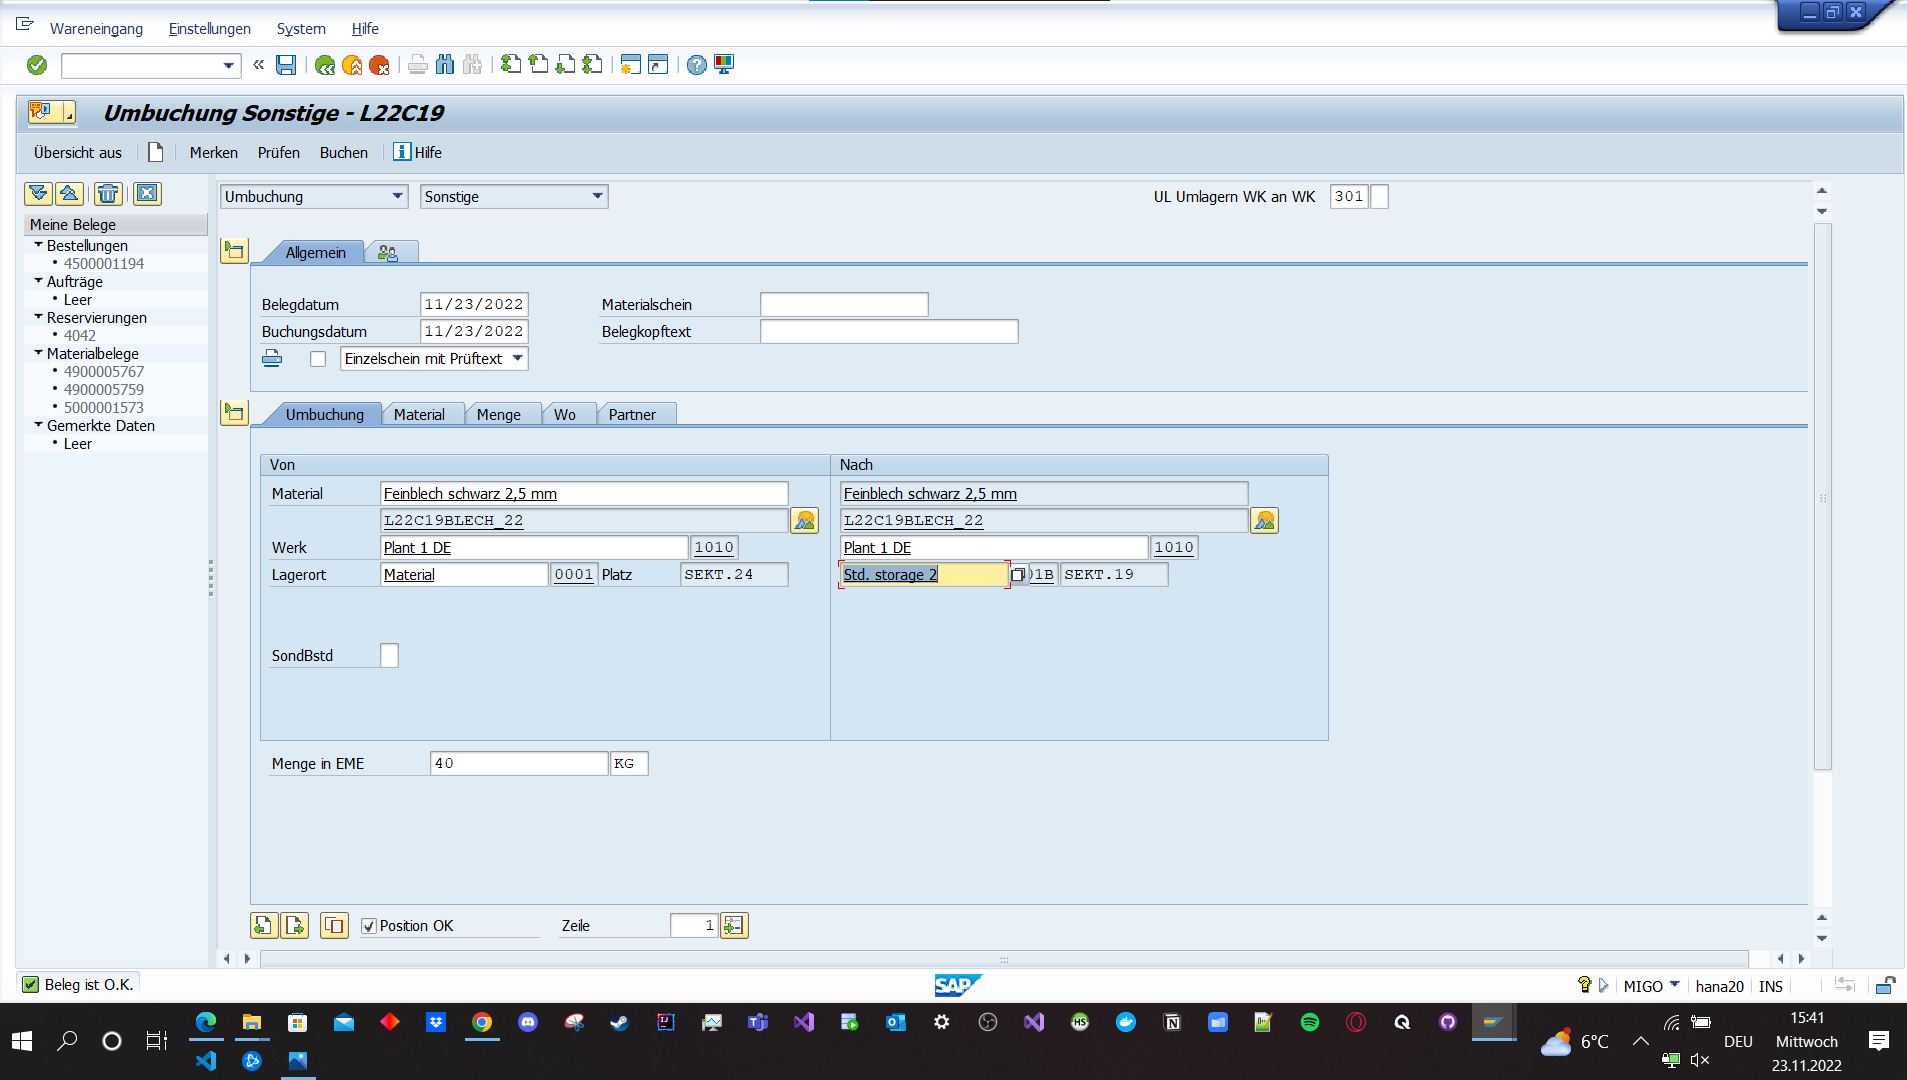 Wareneingang Einstellungen System Hilfe
Umbuchung Sonstige - L22C19
Übersicht aus Merken Prüfen Buchen Hilfe
Umbuchung Sonstige UL Umlagern WK an WK 301
Meine Belege
Bestellungen
4500001194
Aufträge
Leer
Reservierungen
4042
Materialbelege
4900005767
4900005759
5000001573
Gemerkte Daten
Leer
Allgemein
Belegdatum 11/23/2022 Materialschein
Buchungsdatum 11/23/2022 Belegkopftext
Einzelschein mit Prüftext
Umbuchung Material Menge Wo Partner
Von Nach
Material Feinblech schwarz 2,5 mm Feinblech schwarz 2,5 mm
L22C19BLECH_22 L22C19BLECH_22
Werk Plant 1 DE 1010 Plant 1 DE 1010
Lagerort Material 0001 Platz SEKT.24 Std. storage 2 01B SEKT.19
SondBstd
Menge in EME 40 KG
Position OK Zeile 1
Beleg ist O.K. SAP MIGO hana20 INS
6°C DEU
15:41
Mittwoch
23.11.2022